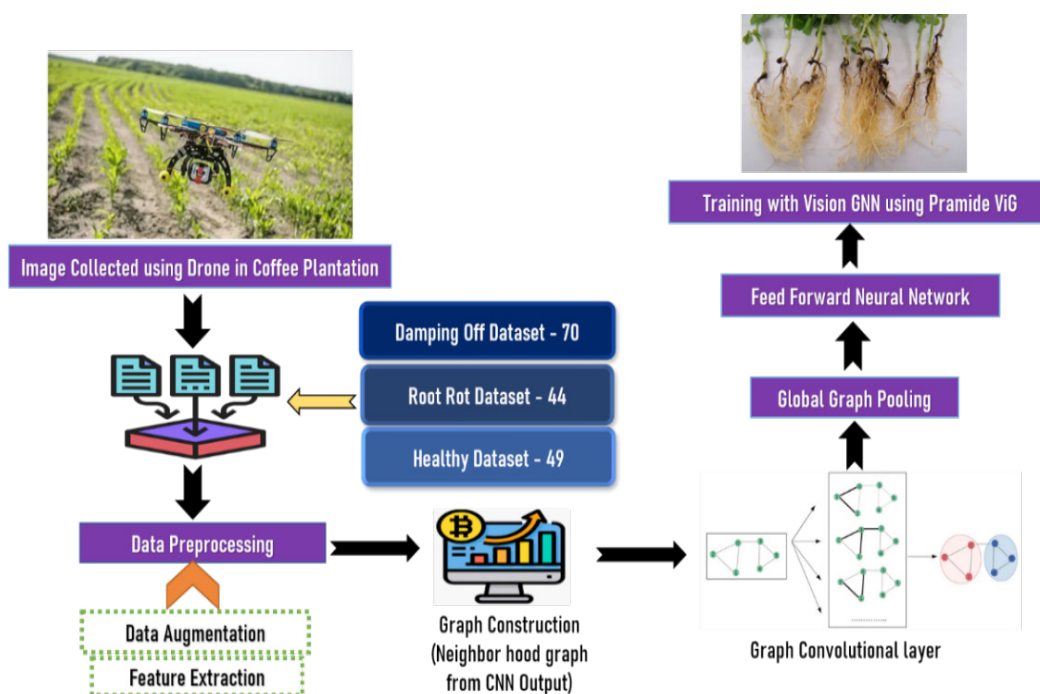 Image Collected using Drone in Coffee Plantation
Damping Off Dataset - 70
Root Rot Dataset - 44
Healthy Dataset - 49
Data Preprocessing
Data Augmentation
Feature Extraction
Graph Construction
(Neighbor hood graph
from CNN Output)
Graph Convolutional layer
Global Graph Pooling
Feed Forward Neural Network
Training with Vision GNN using Pramide ViG